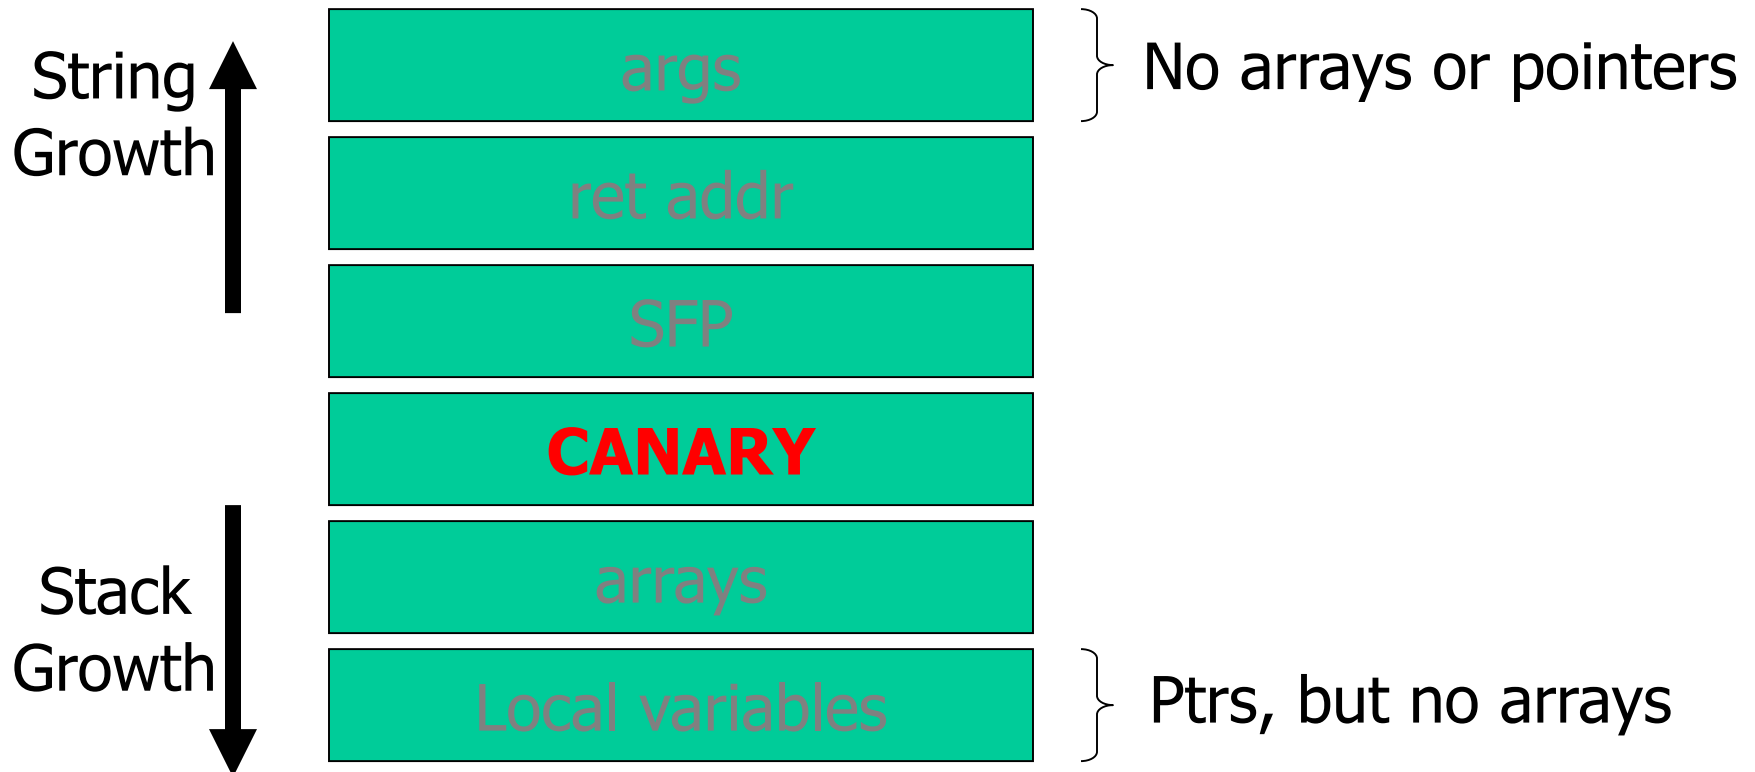 String
Growth
args
No arrays or pointers
ret addr
SFP
CANARY
arrays
Stack
Growth
Local variables
Ptrs, but no arrays